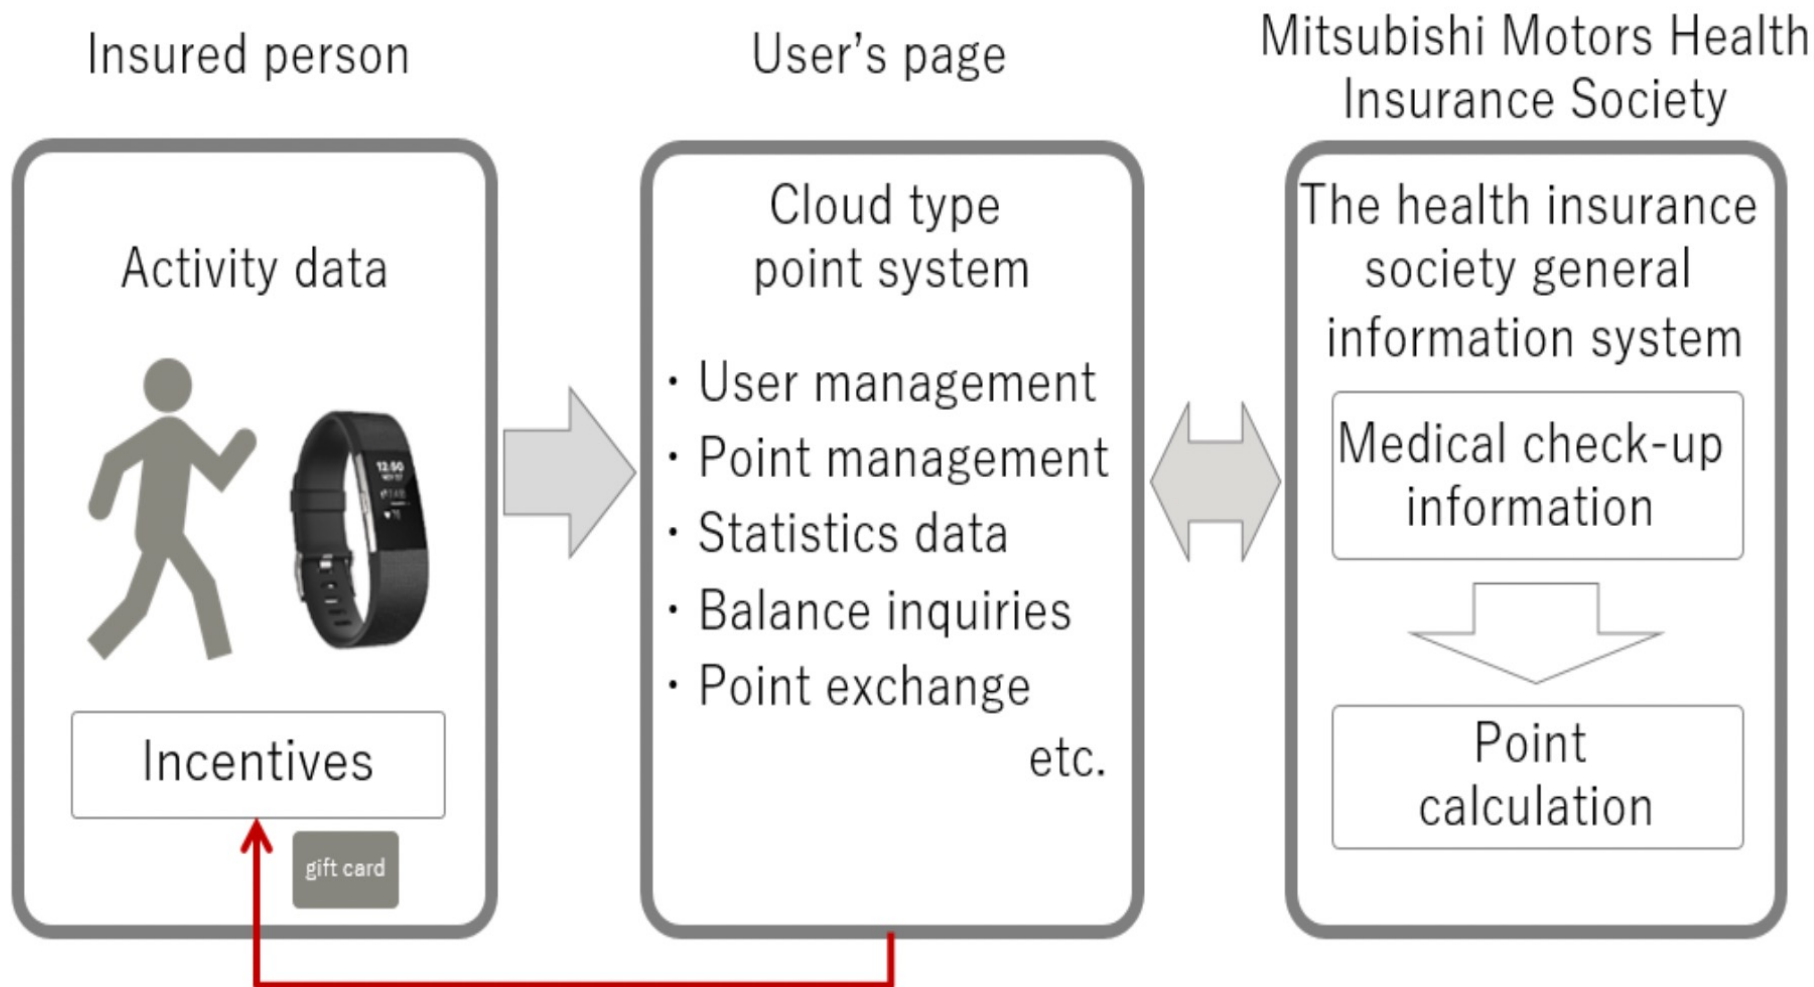 Insured person
Activity data
12:50
Incentives
gift card
User’s page
Cloud type
point system
・User management
・Point management
・Statistics data
・Balance inquiries
・Point exchange
etc.
Mitsubishi Motors Health
Insurance Society
The health insurance
society general
information system
Medical check-up
information
Point
calculation